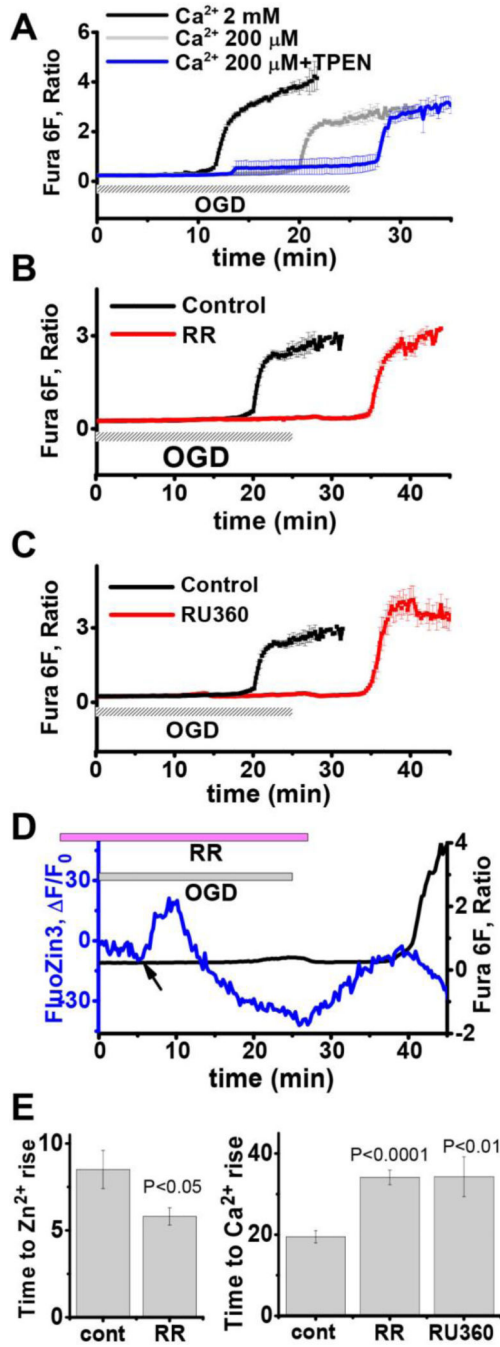 A
Ca²⁺ 2 mM
Ca²⁺ 200 μM
Ca²⁺ 200 μM+TPEN
Fura 6F, Ratio
6
4
2
0
OGD
0 10 20 30
time (min)
B
Control
RR
Fura 6F, Ratio
3
0
OGD
0 10 20 30 40
time (min)
C
Control
RU360
Fura 6F, Ratio
3
0
OGD
0 10 20 30 40
time (min)
D
RR
OGD
FluoZin3, ΔF/F₀
30
0
-30
Fura 6F, Ratio
4
2
0
-2
0 10 20 30 40
time (min)
E
Time to Zn²⁺ rise
8
5
3
0
P<0.05
cont RR
Time to Ca²⁺ rise
40
20
0
P<0.0001
P<0.01
cont RR RU360